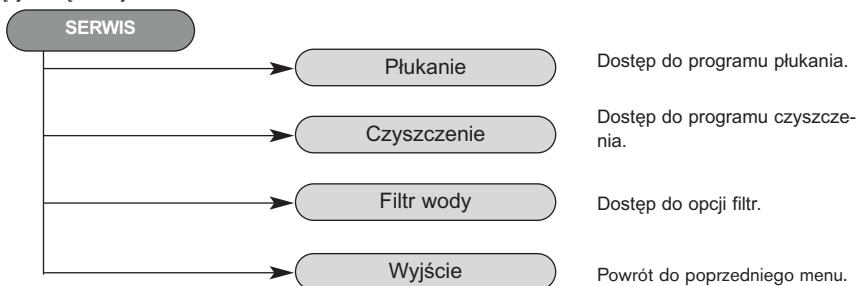 SERWIS
Płukanie
Dostęp do programu płukania.
Czyszczenie
Dostęp do programu czyszcze-
nia.
Filtr wody
Dostęp do opcji filtr.
Wyjście
Powrót do poprzedniego menu.